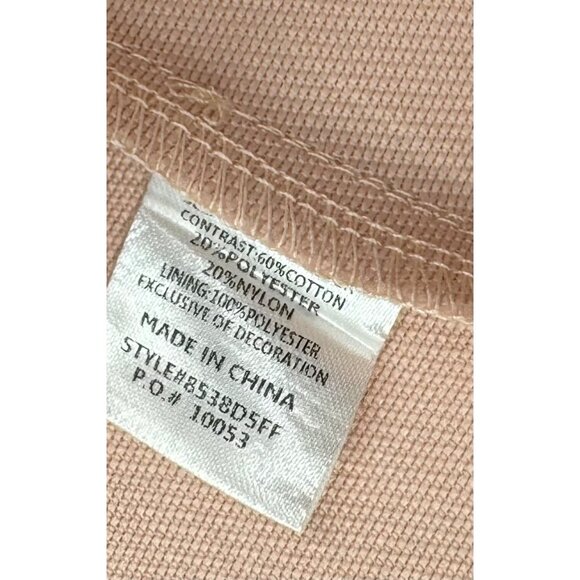 CONTRAST:60%COTTON
20%POLYESTER
20%NYLON
LINING:100%POLYESTER
EXCLUSIVE OF DECORATION
MADE IN CHINA
STYLE#8538D5FF
P.O.# 10053